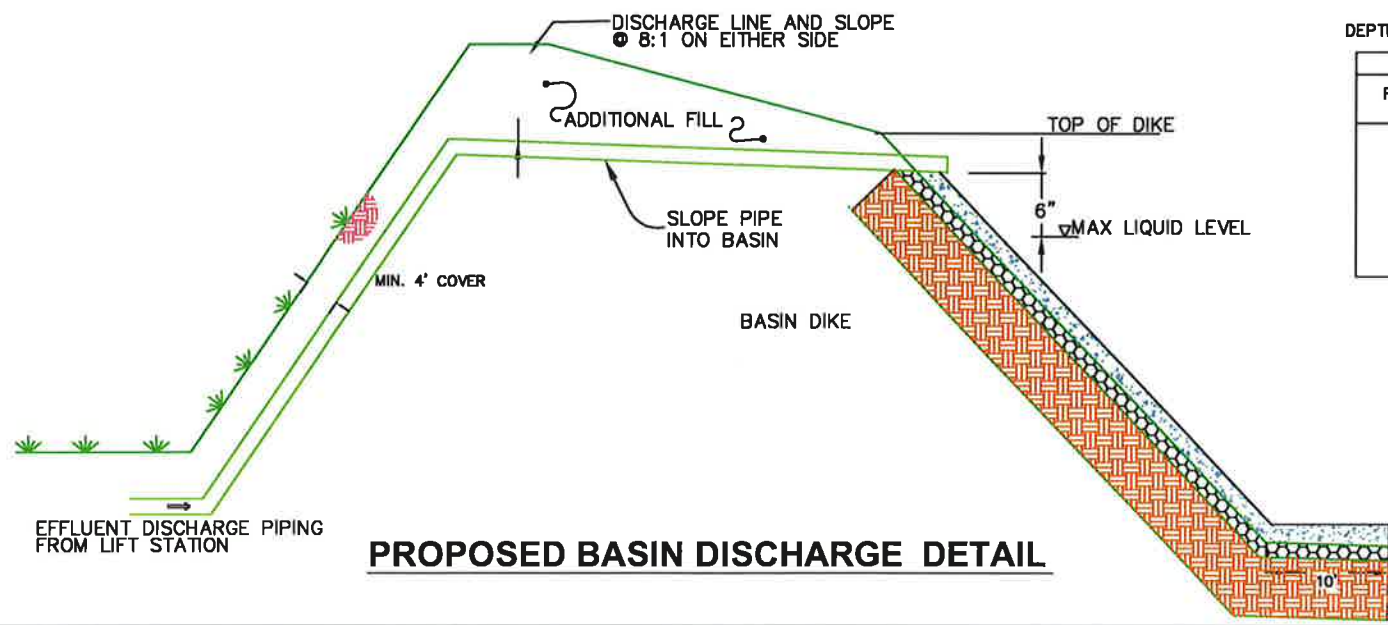 DISCHARGE LINE AND SLOPE
@ 8:1 ON EITHER SIDE
ADDITIONAL FILL
TOP OF DIKE
6"
MAX LIQUID LEVEL
SLOPE PIPE
INTO BASIN
MIN. 4' COVER
BASIN DIKE
EFFLUENT DISCHARGE PIPING
FROM LIFT STATION
10'
PROPOSED BASIN DISCHARGE DETAIL